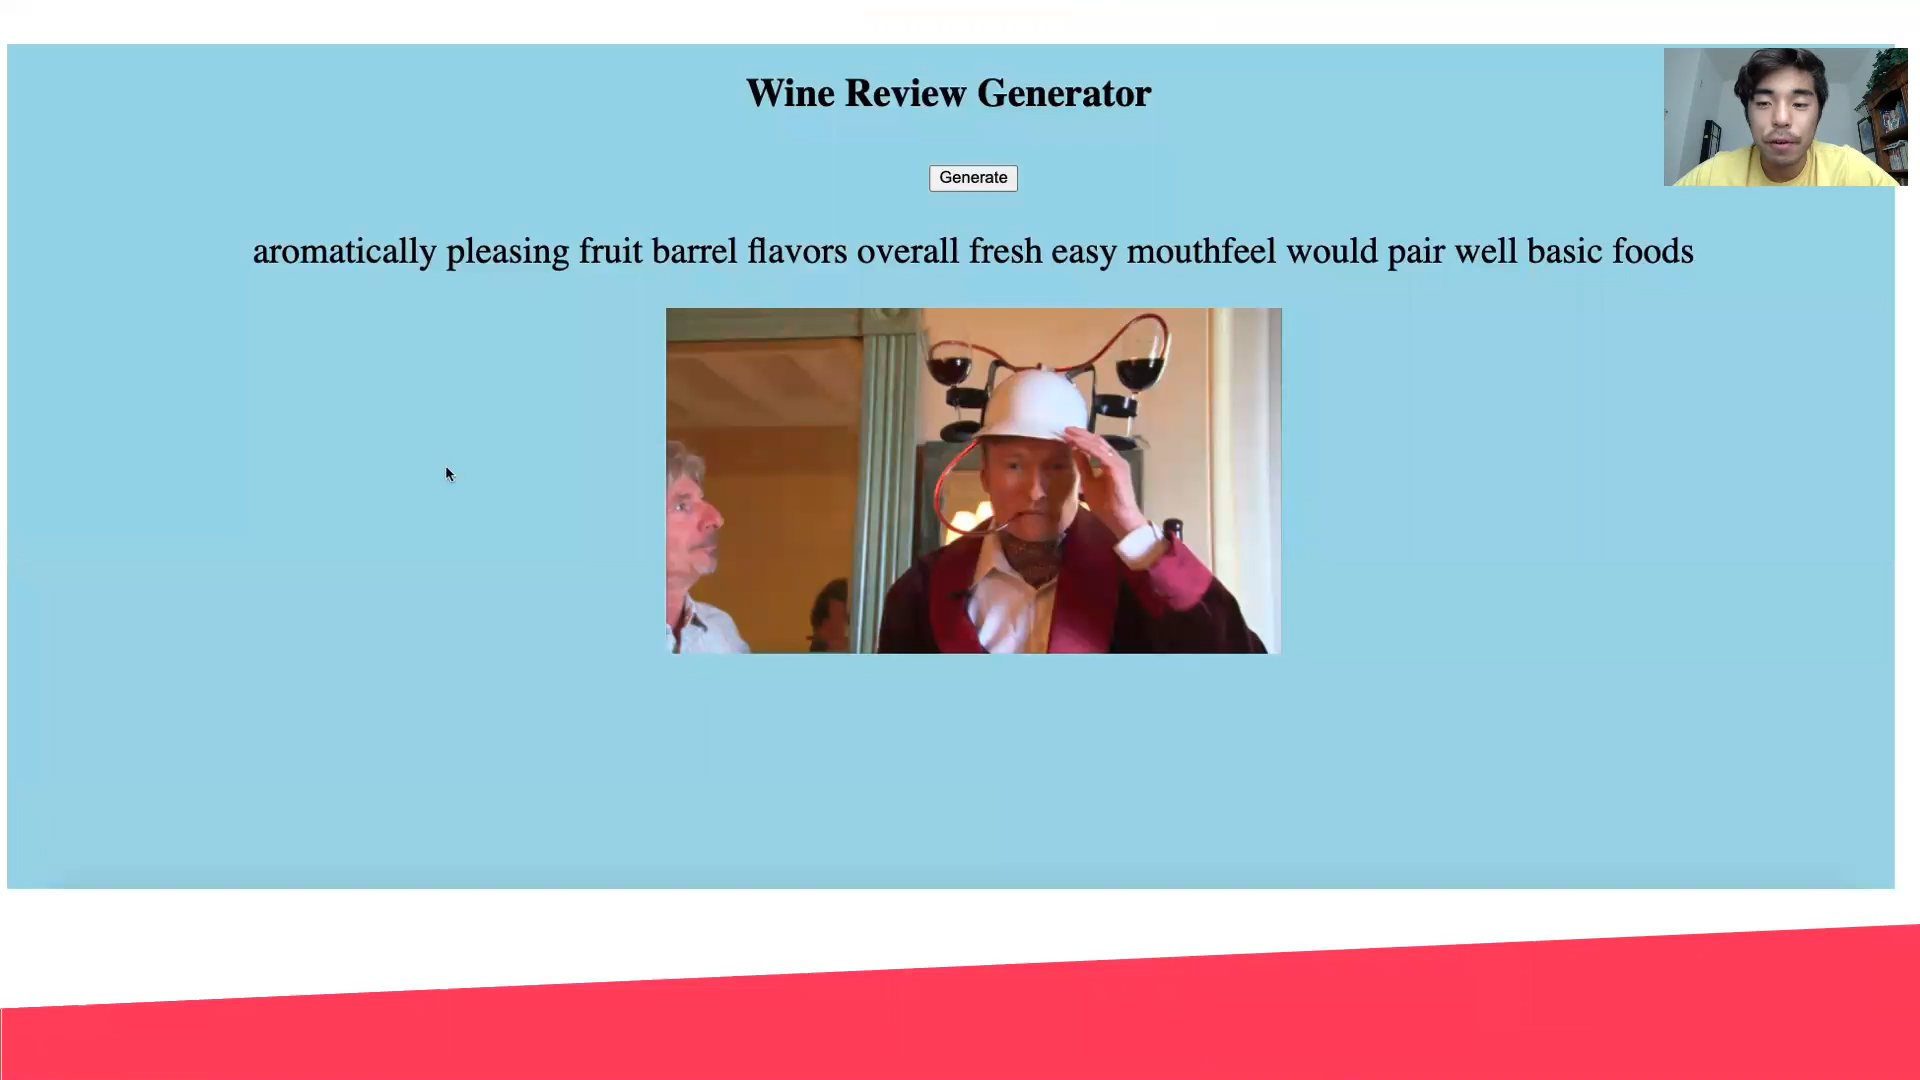 Wine Review Generator
Generate
aromatically pleasing fruit barrel flavors overall fresh easy mouthfeel would pair well basic foods